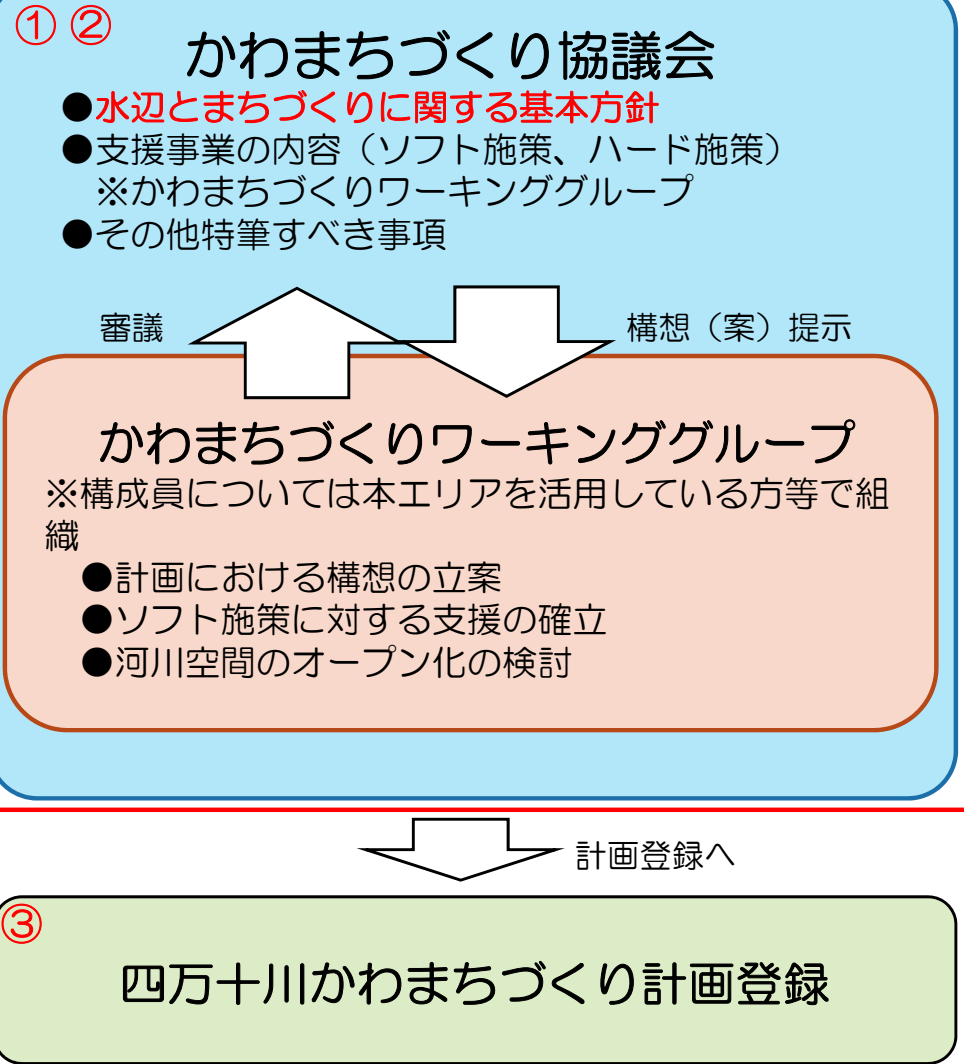 ①②
かわまちづくり協議会
●水辺とまちづくりに関する基本方針
●支援事業の内容（ソフト施策、ハード施策）
※かわまちづくりワーキンググループ
●その他特筆すべき事項
審議
構想（案）提示
かわまちづくりワーキンググループ
※構成員については本エリアを活用している方等で組
織
●計画における構想の立案
●ソフト施策に対する支援の確立
●河川空間のオープン化の検討
計画登録へ
③
四万十川かわまちづくり計画登録